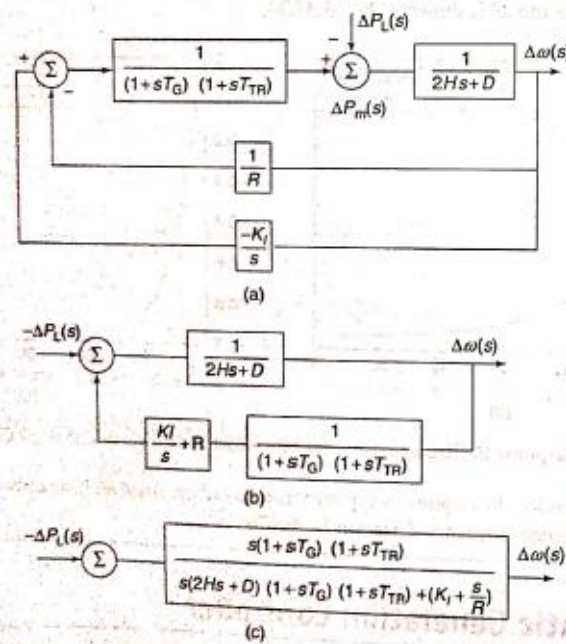 − ΔP_L(s)
+ Σ −
1
(1+sT_G) (1+sT_TR)
+ Σ
ΔP_m(s)
1
2Hs+D
Δω(s)
1
R
−K_I
s
(a)
−ΔP_L(s)
Σ
1
2Hs+D
Δω(s)
KI
s
+R
1
(1+sT_G) (1+sT_TR)
(b)
−ΔP_L(s)
Σ
s(1+sT_G) (1+sT_TR)
s(2Hs+D) (1+sT_G) (1+sT_TR) +(K_I + s/R)
Δω(s)
(c)